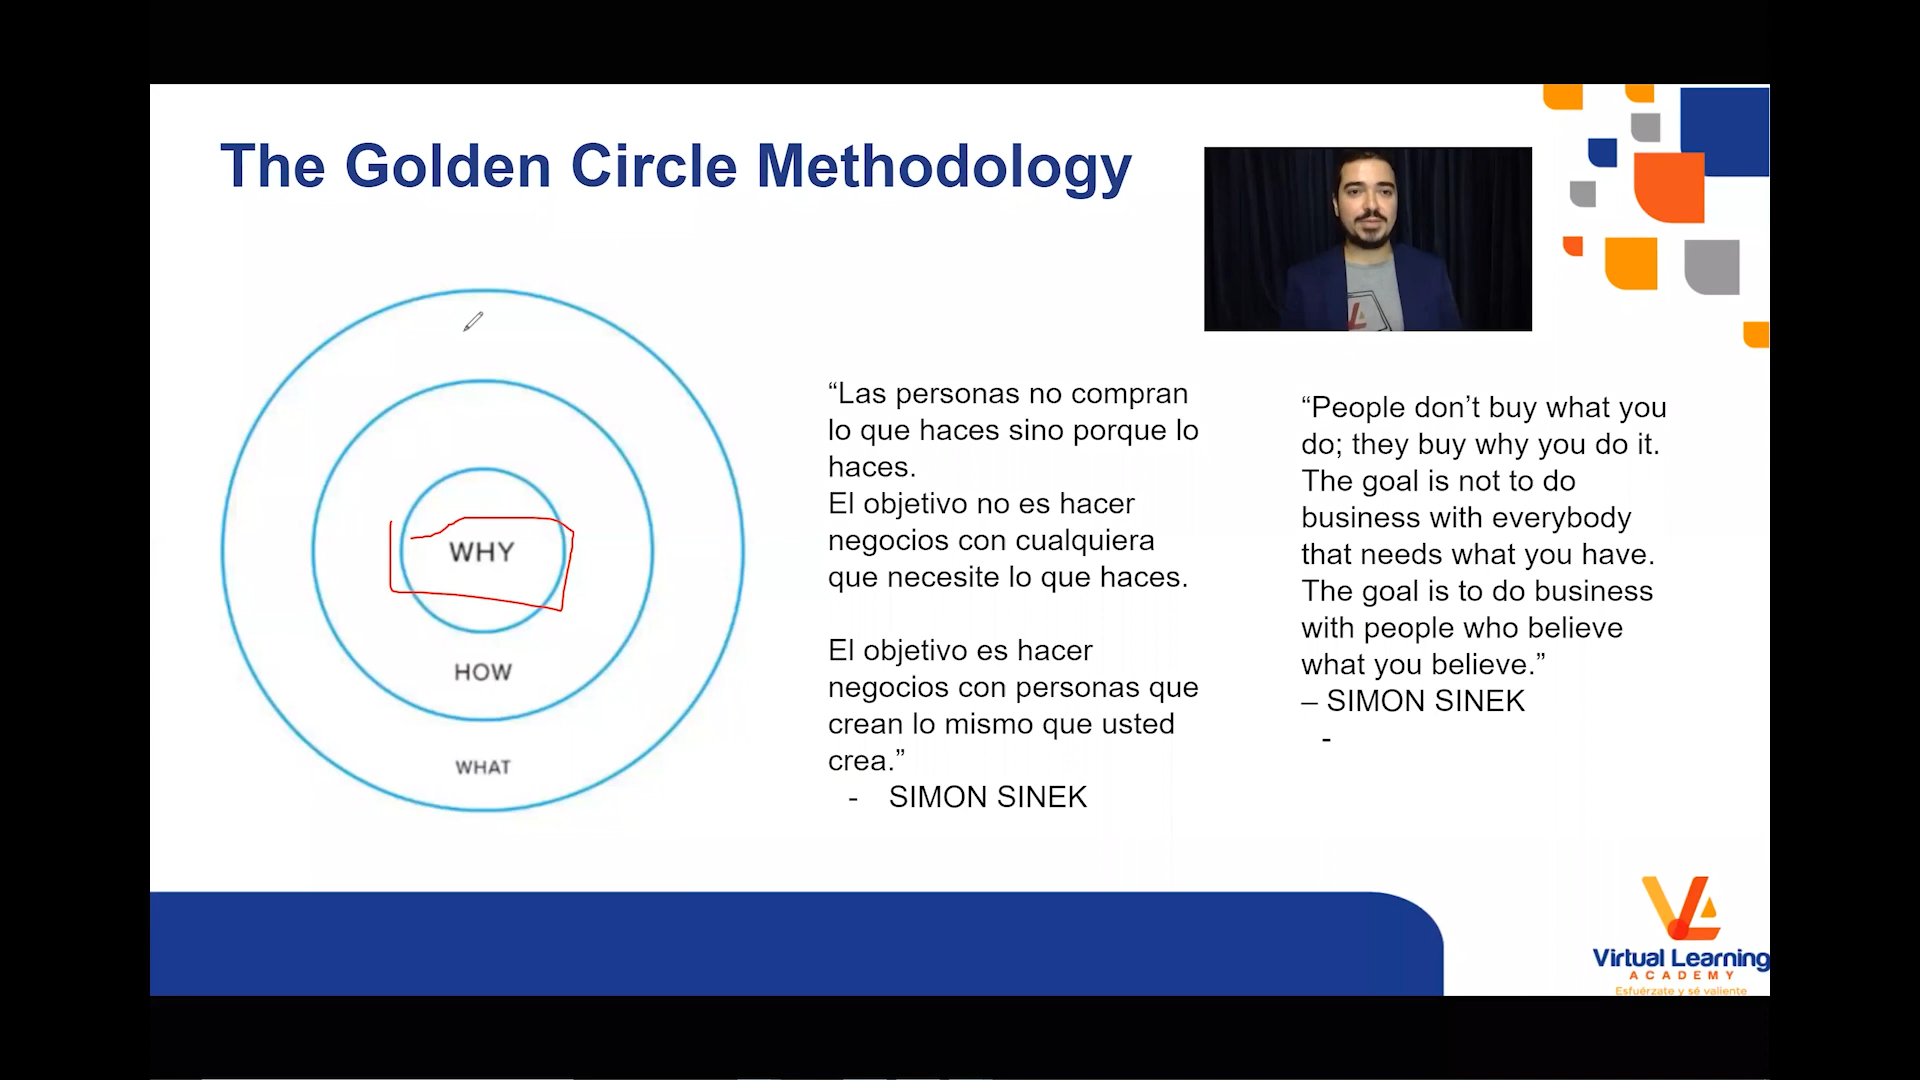 The Golden Circle Methodology
WHY
HOW
WHAT
“Las personas no compran
lo que haces sino porque lo
haces.
El objetivo no es hacer
negocios con cualquiera
que necesite lo que haces.
El objetivo es hacer
negocios con personas que
crean lo mismo que usted
crea.”
- SIMON SINEK
“People don’t buy what you
do; they buy why you do it.
The goal is not to do
business with everybody
that needs what you have.
The goal is to do business
with people who believe
what you believe.”
– SIMON SINEK
-
VLA
Virtual Learning
ACADEMY
Esfuérzate y sé valiente